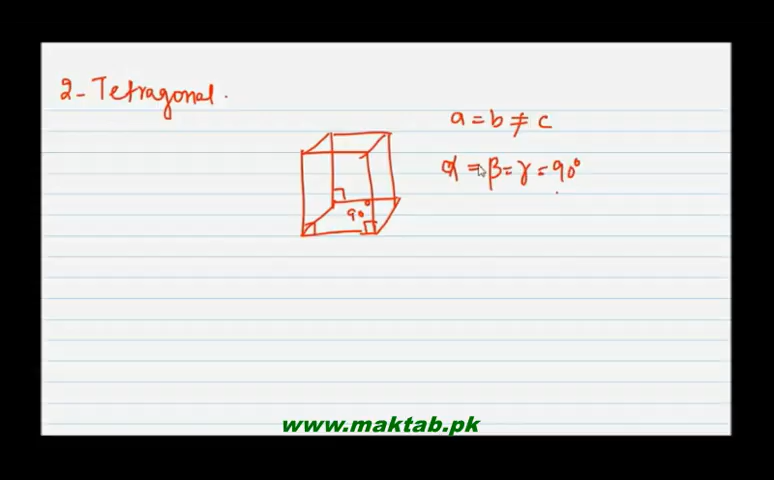 2- Tetragonal.
a = b ≠ c
α = β = γ = 90°
90°
www.maktab.pk